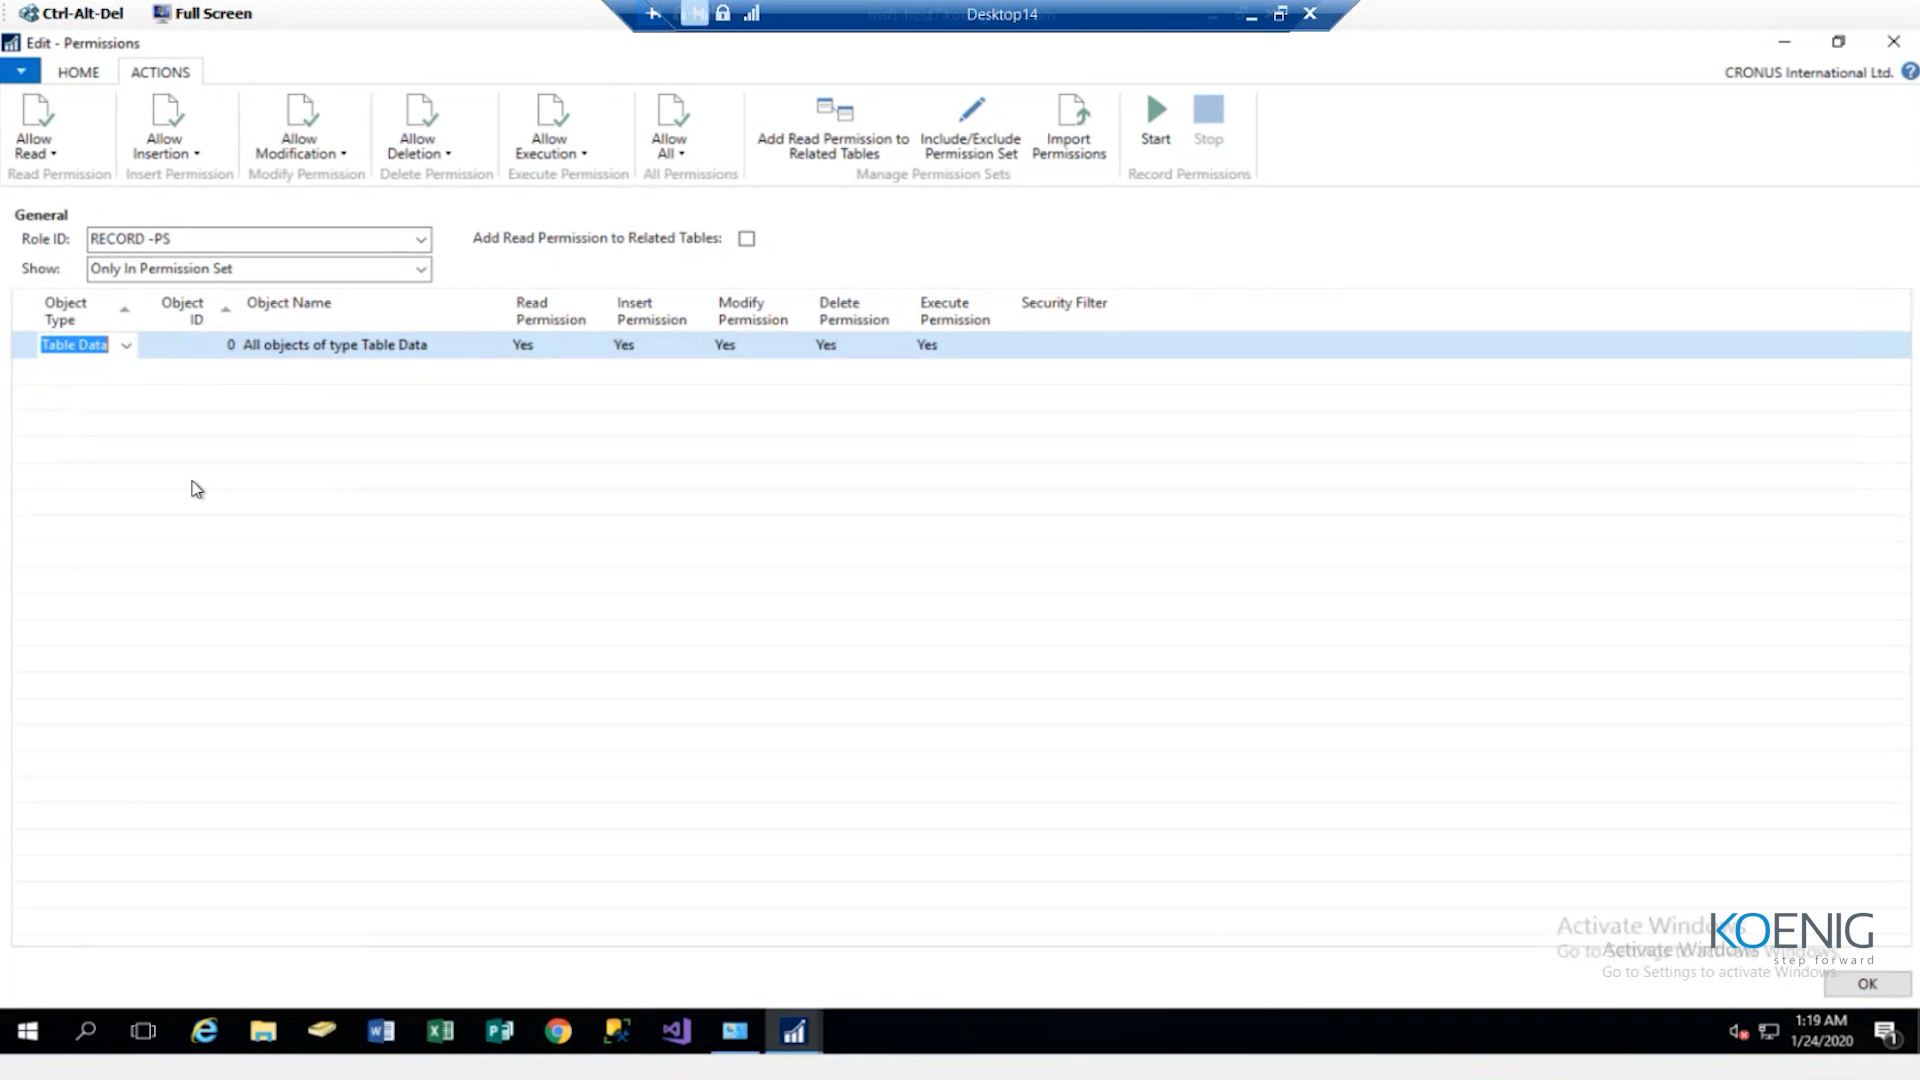 Ctrl-Alt-Del Full Screen
Desktop14
Edit - Permissions
HOME ACTIONS CRONUS International Ltd.
Allow Read
Allow Insertion
Allow Modification
Allow Deletion
Allow Execution
Allow All
Add Read Permission to Related Tables
Include/Exclude Permission Set
Import Permissions
Start Stop
Read Permission Insert Permission Modify Permission Delete Permission Execute Permission All Permissions Manage Permission Sets Record Permissions
General
Role ID: RECORD -PS Add Read Permission to Related Tables:
Show: Only In Permission Set
Object Type Object ID Object Name Read Permission Insert Permission Modify Permission Delete Permission Execute Permission Security Filter
Table Data 0 All objects of type Table Data Yes Yes Yes Yes Yes
KOENIG
step forward
Activate Windows
Go to Settings to activate Windows.
OK
1:19 AM
1/24/2020